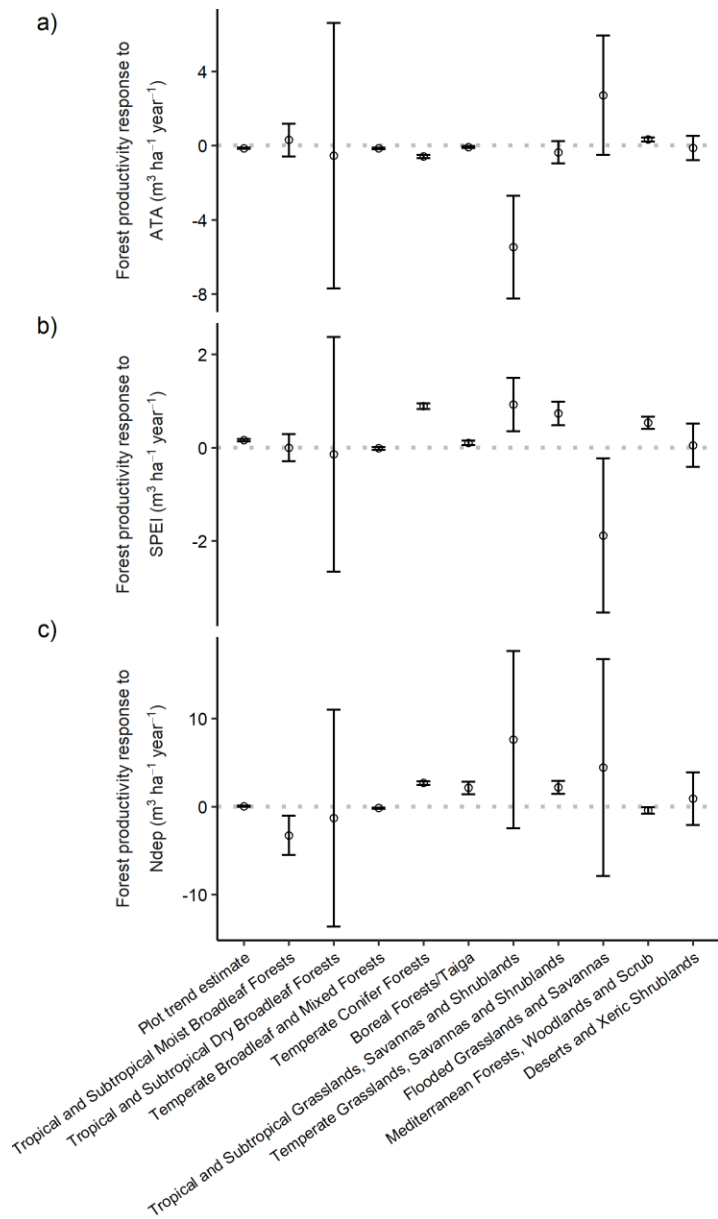 a)
Forest productivity response to
ATA (m³ ha⁻¹ year⁻¹)
4
0
-4
-8
b)
Forest productivity response to
SPEI (m³ ha⁻¹ year⁻¹)
2
0
-2
c)
Forest productivity response to
Ndep (m³ ha⁻¹ year⁻¹)
10
0
-10
Plot trend estimate
Tropical and Subtropical Moist Broadleaf Forests
Tropical and Subtropical Dry Broadleaf Forests
Temperate Broadleaf and Mixed Forests
Temperate Conifer Forests
Boreal Forests/Taiga
Tropical and Subtropical Grasslands, Savannas and Shrublands
Temperate Grasslands, Savannas and Shrublands
Flooded Grasslands and Savannas
Mediterranean Forests, Woodlands and Scrub
Deserts and Xeric Shrublands